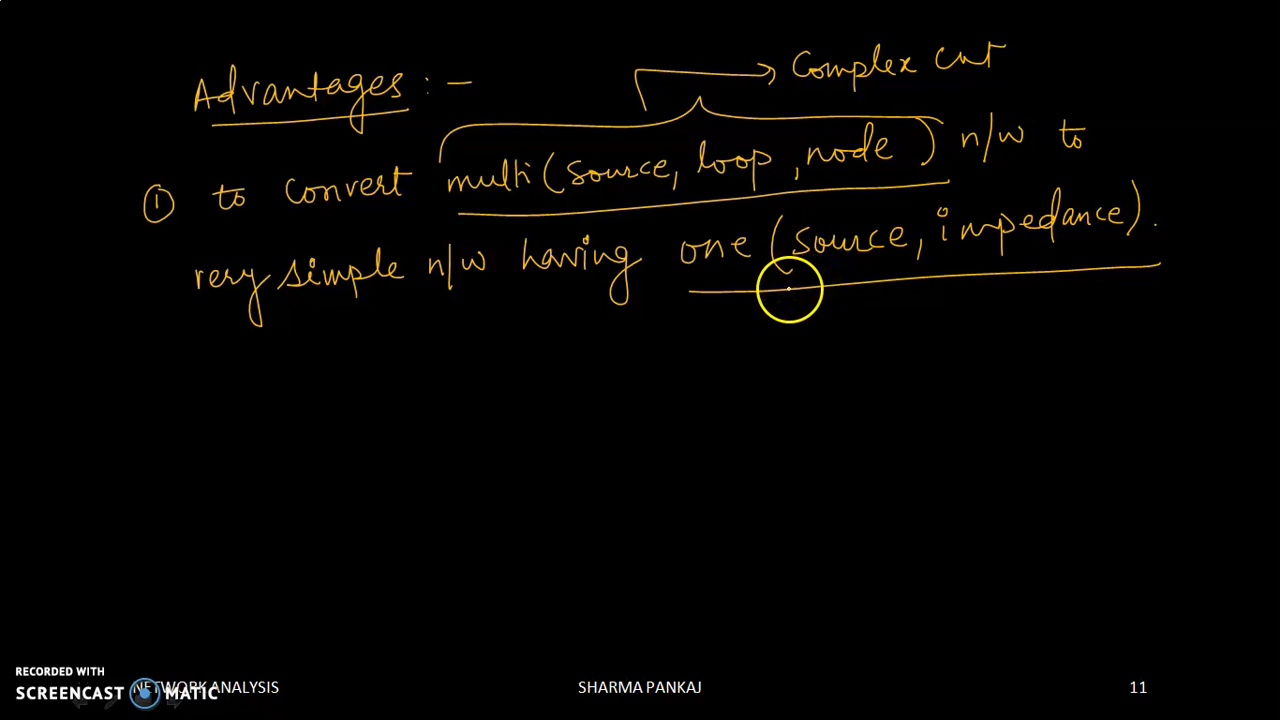 Advantages : -
Complex cut
① to convert multi (source, loop, node) n/w to
very simple n/w having one (source, impedance).
RECORDED WITH
SCREENCAST MATIC
NETWORK ANALYSIS
SHARMA PANKAJ
11